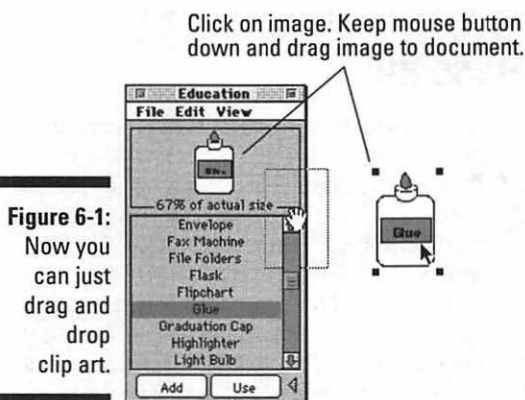 Click on image. Keep mouse button
down and drag image to document.
Education
File Edit View
67% of actual size
Envelope
Fax Machine
File Folders
Flask
Flipchart
Glue
Graduation Cap
Highlighter
Light Bulb
Add Use
Glue
Figure 6-1:
Now you
can just
drag and
drop
clip art.